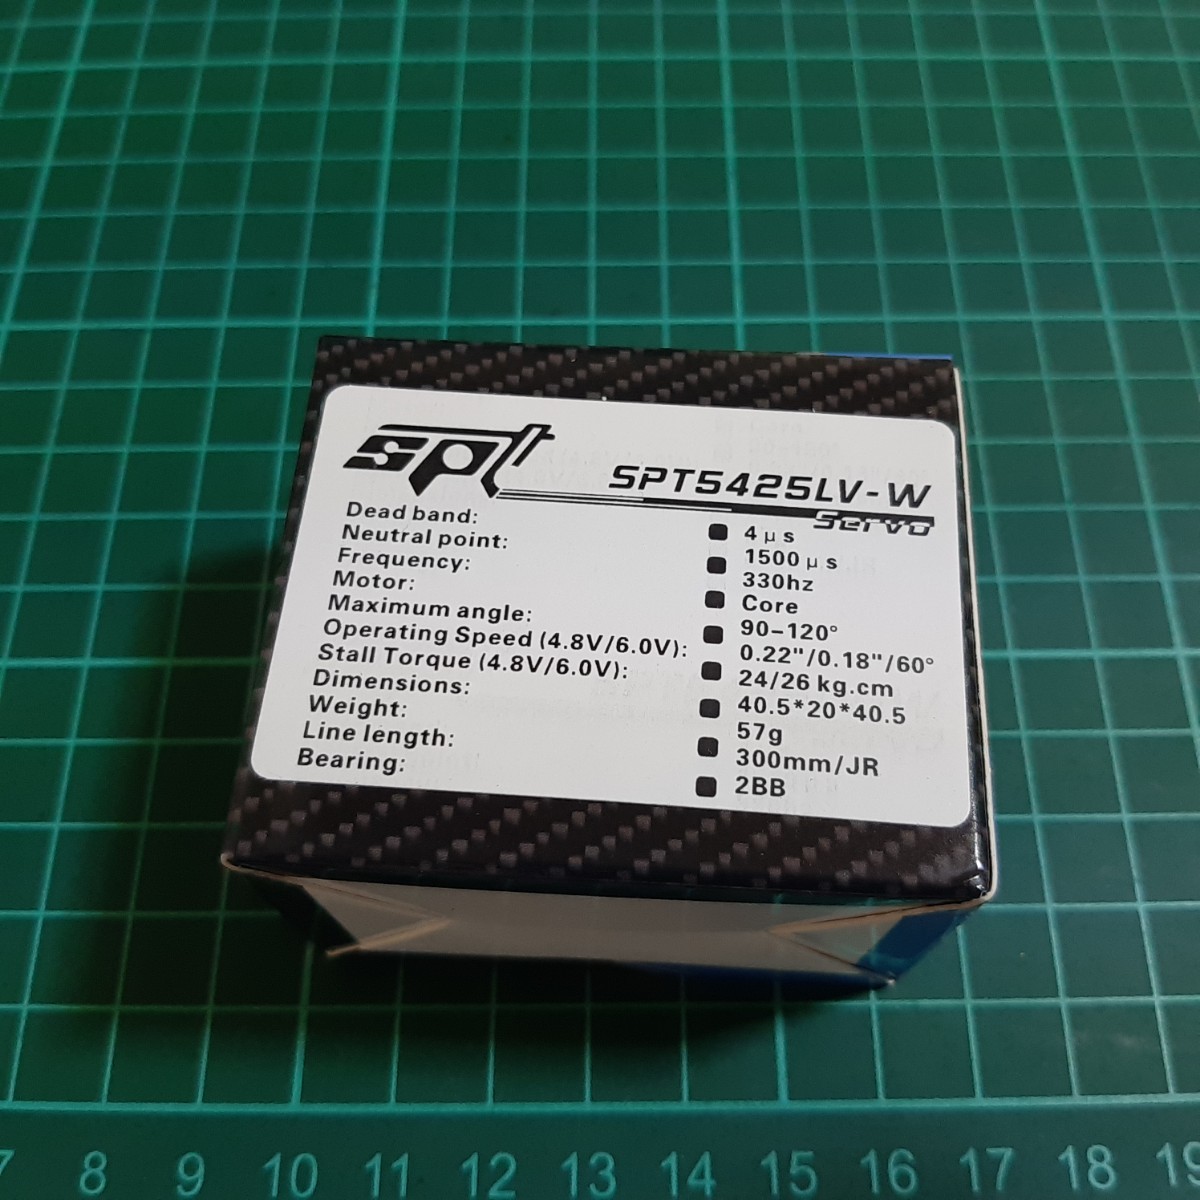 spt
SPT5425LV-W
Servo
Dead band: 4μs
Neutral point: 1500μs
Frequency: 330hz
Motor: Core
Maximum angle: 90-120°
Operating Speed (4.8V/6.0V): 0.22"/0.18"/60°
Stall Torque (4.8V/6.0V): 24/26 kg.cm
Dimensions: 40.5*20*40.5
Weight: 57g
Line length: 300mm/JR
Bearing: 2BB
7 8 9 10 11 12 13 14 15 16 17 18 19